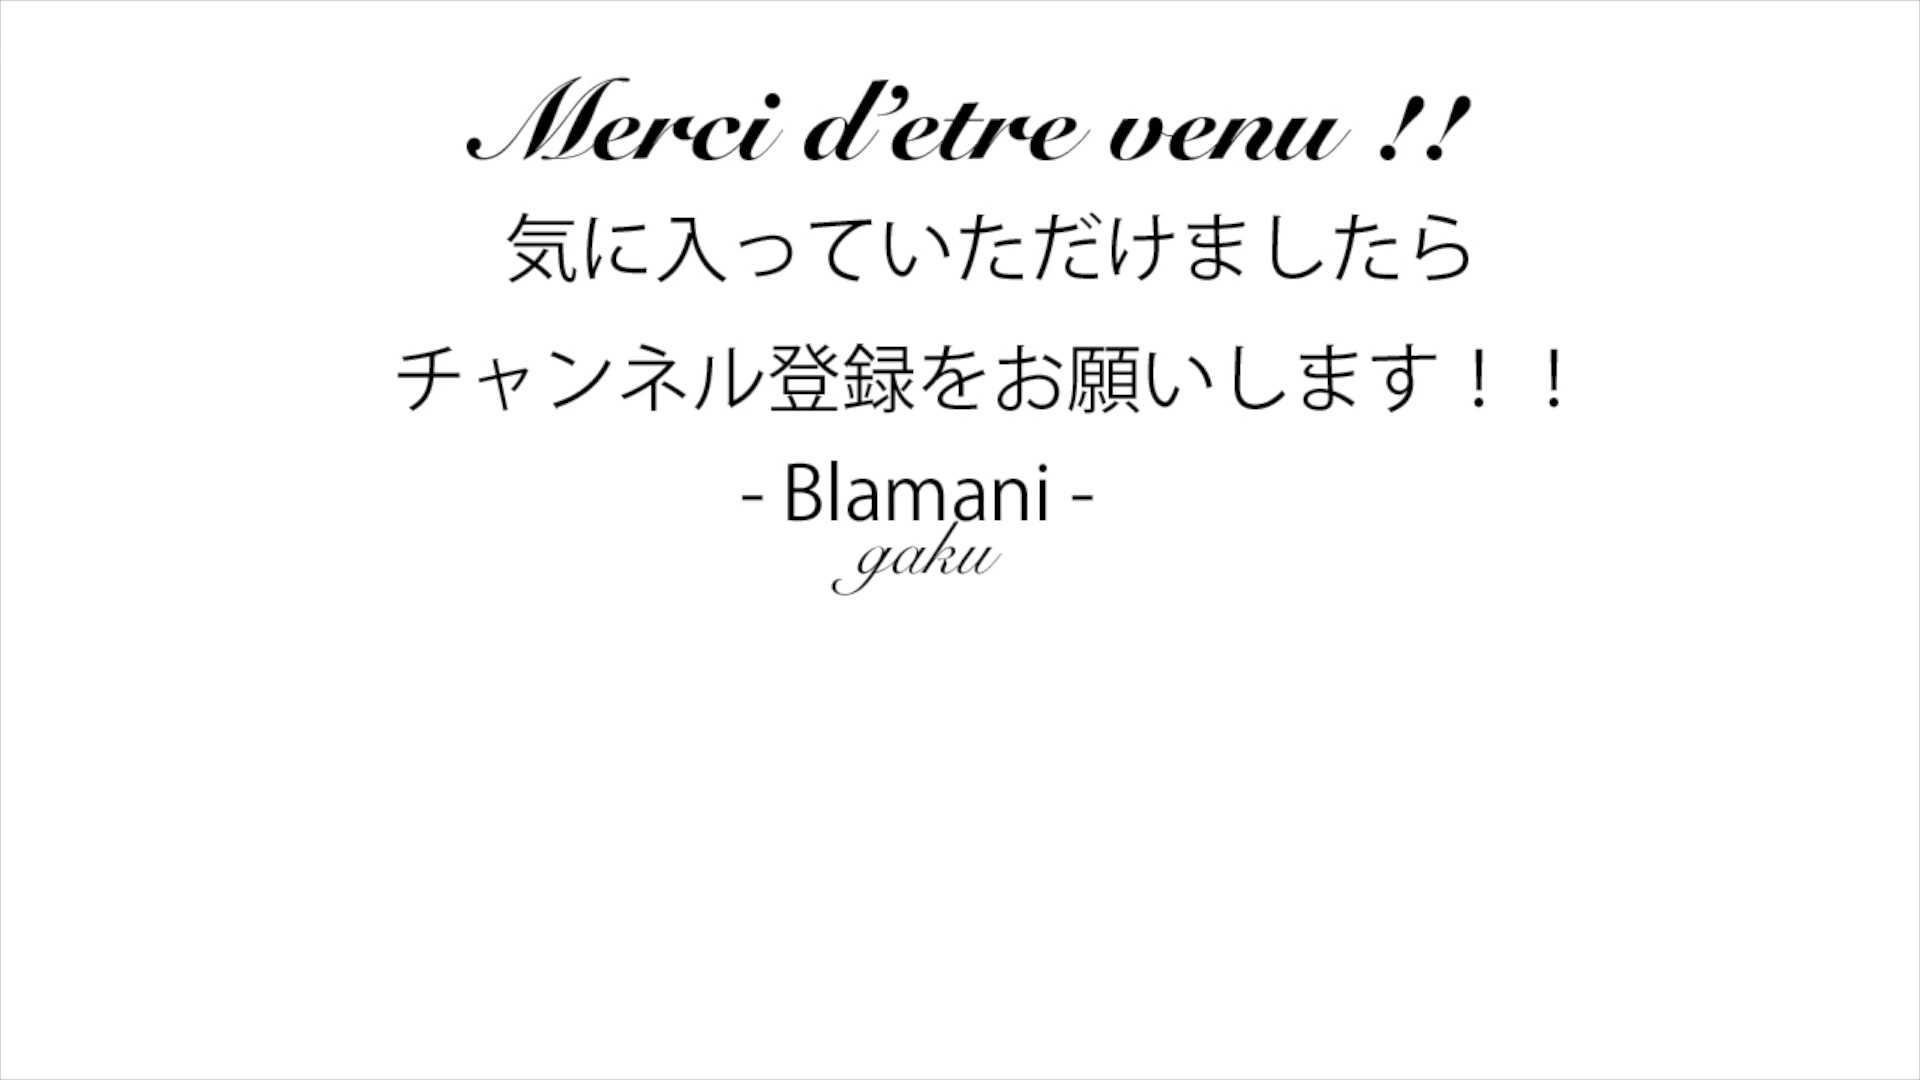 Merci d’etre venu !!
気に入っていただけましたら
チャンネル登録をお願いします！！
- Blamani -
gaku